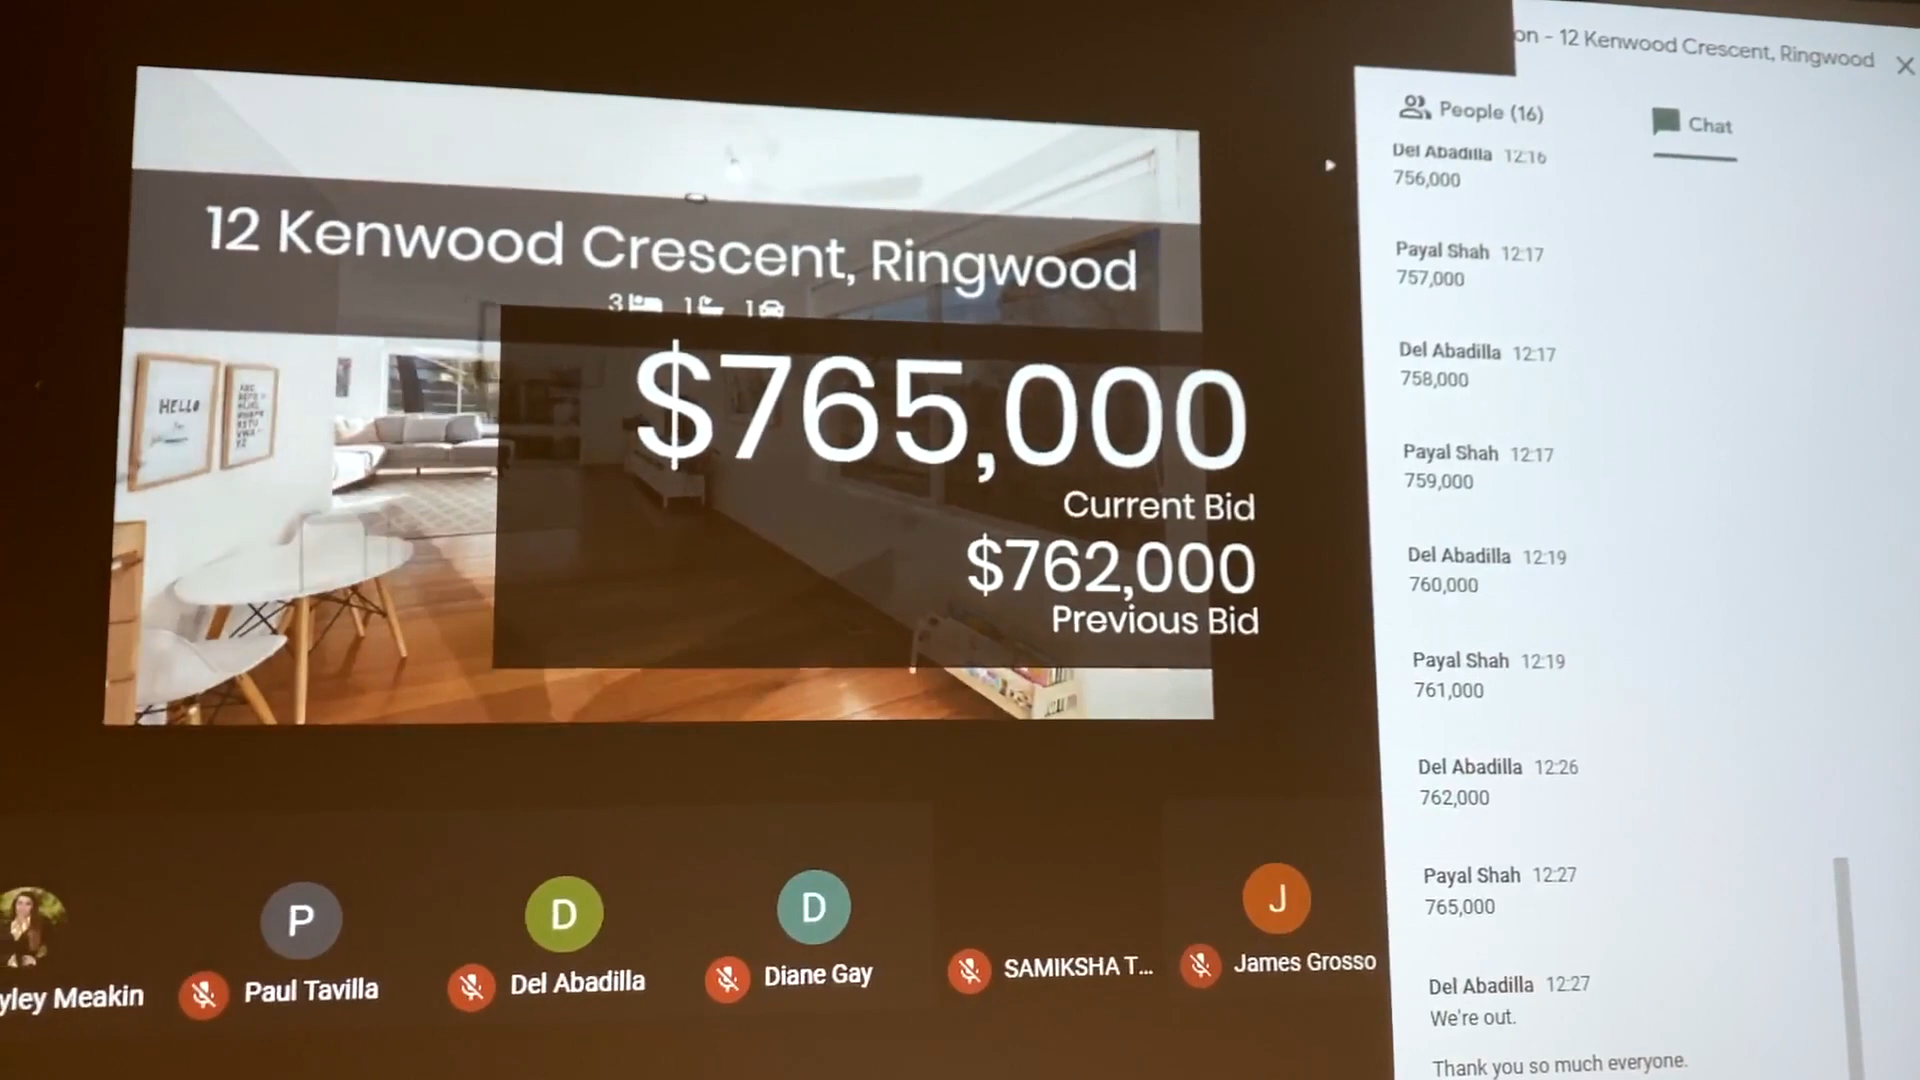 on - 12 Kenwood Crescent, Ringwood
People (16)
Chat
12 Kenwood Crescent, Ringwood
3 1 1
$765,000
Current Bid
$762,000
Previous Bid
HELLO
Del Abadilla 12:16
756,000
Payal Shah 12:17
757,000
Del Abadilla 12:17
758,000
Payal Shah 12:17
759,000
Del Abadilla 12:19
760,000
Payal Shah 12:19
761,000
Del Abadilla 12:26
762,000
Payal Shah 12:27
765,000
Del Abadilla 12:27
We're out.
Thank you so much everyone.
P
D
D
J
yley Meakin
Paul Tavilla
Del Abadilla
Diane Gay
SAMIKSHA T...
James Grosso